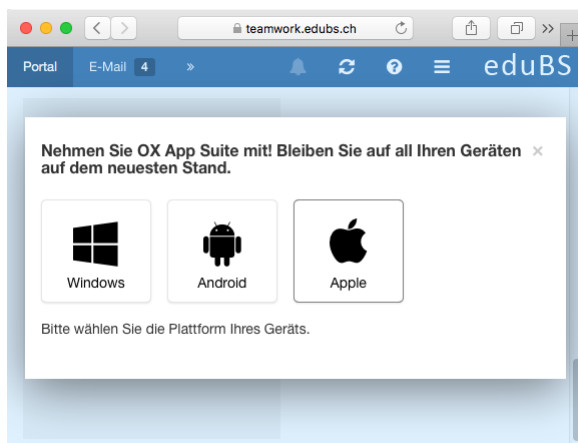 teamwork.edubs.ch
Portal E-Mail 4 » eduBS
Nehmen Sie OX App Suite mit! Bleiben Sie auf all Ihren Geräten ×
auf dem neuesten Stand.
Windows Android Apple
Bitte wählen Sie die Plattform Ihres Geräts.